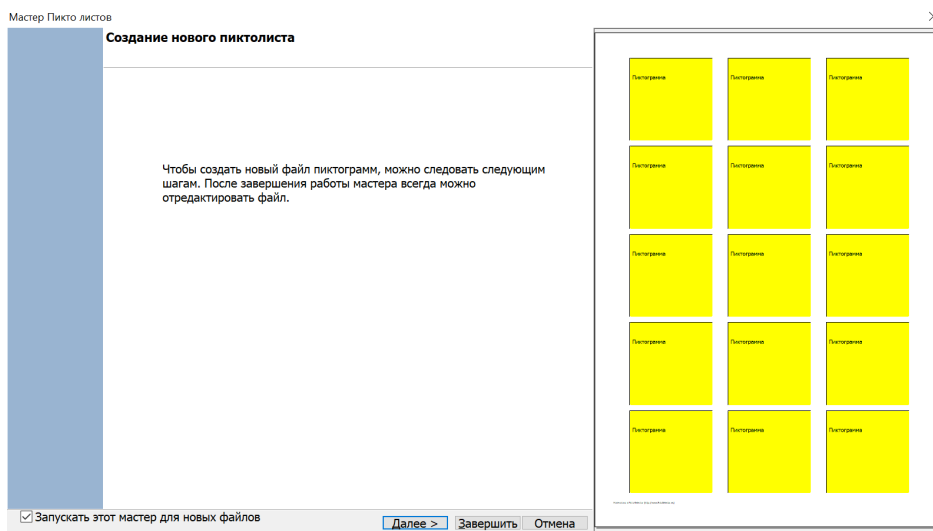 Мастер Пикто листов
Создание нового пиктолиста
Чтобы создать новый файл пиктограмм, можно следовать следующим
шагам. После завершения работы мастера всегда можно
отредактировать файл.
Запускать этот мастер для новых файлов
Далее >
Завершить
Отмена
Пиктограмма Пиктограмма Пиктограмма
Пиктограмма Пиктограмма Пиктограмма
Пиктограмма Пиктограмма Пиктограмма
Пиктограмма Пиктограмма Пиктограмма
Пиктограмма Пиктограмма Пиктограмма